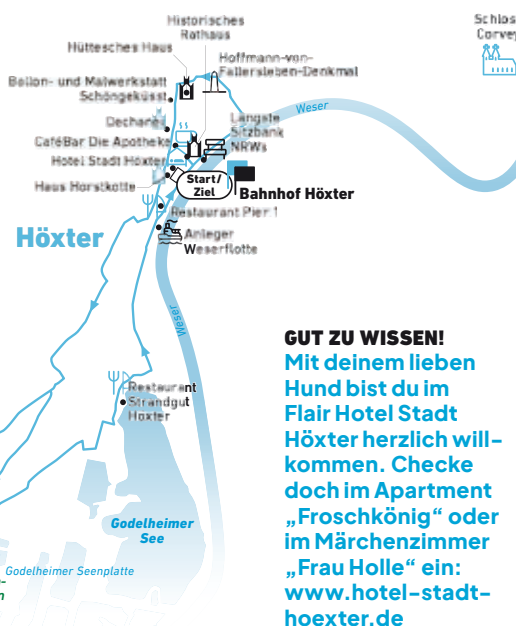 Historisches
Rathaus
Schlos
Corvey
Hüttesches Haus
Hoffmann-von-
Fallersleben-Denkmal
Ballon- und Malwerkstatt
Schöngeküsst
Weser
Dechanei
Längste
Sitzbank
NRWs
CaféBar Die Apotheke
Hotel Stadt Höxter
Haus Horstkotte
Start/
Ziel
Bahnhof Höxter
Restaurant Pier 1
Höxter
Anleger
Weserflotte
Weser
Restaurant
Strandgut
Höxter
Godelheimer
See
Godelheimer Seenplatte
GUT ZU WISSEN!
Mit deinem lieben
Hund bist du im
Flair Hotel Stadt
Höxter herzlich will-
kommen. Checke
doch im Apartment
„Froschkönig“ oder
im Märchenzimmer
„Frau Holle“ ein:
www.hotel-stadt-
hoexter.de